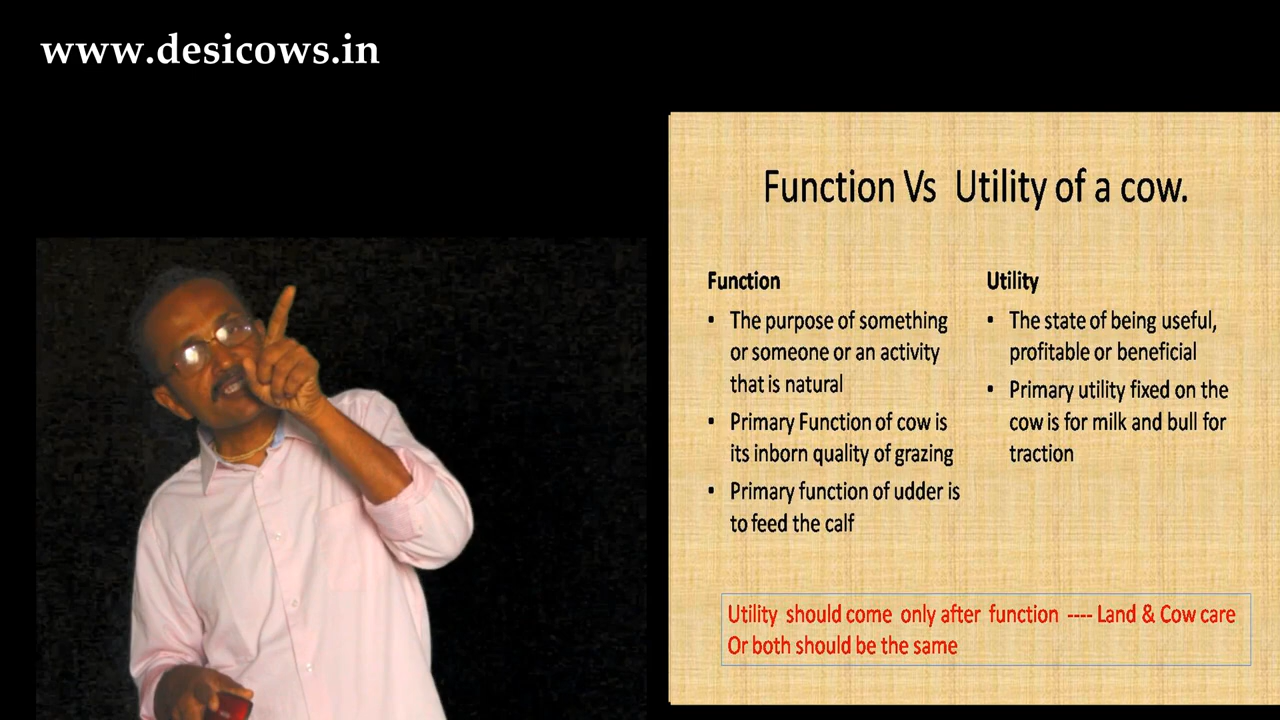 www.desicows.in
Function Vs Utility of a cow.
Function
• The purpose of something
or someone or an activity
that is natural
• Primary Function of cow is
its inborn quality of grazing
• Primary function of udder is
to feed the calf
Utility
• The state of being useful,
profitable or beneficial
• Primary utility fixed on the
cow is for milk and bull for
traction
Utility should come only after function ---- Land & Cow care
Or both should be the same